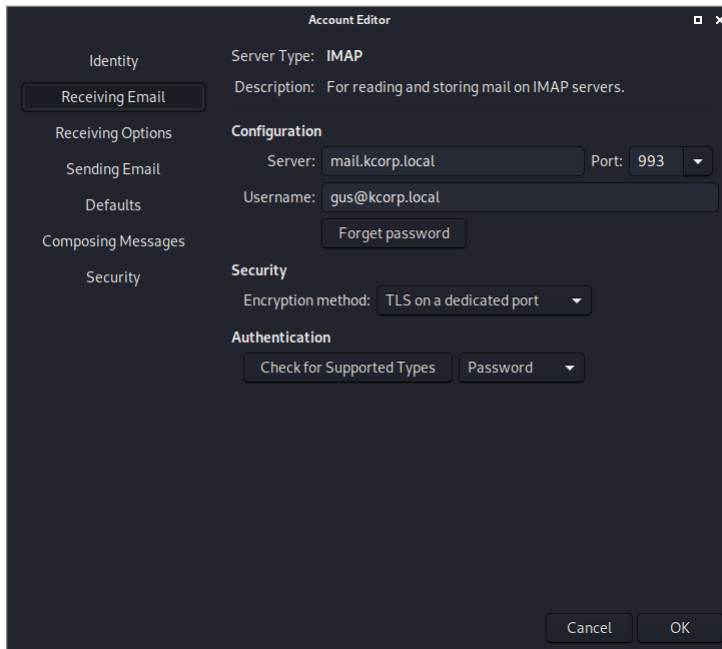 Account Editor
Identity
Receiving Email
Receiving Options
Sending Email
Defaults
Composing Messages
Security
Server Type: IMAP
Description: For reading and storing mail on IMAP servers.
Configuration
Server: mail.kcorp.local Port: 993
Username: gus@kcorp.local
Forget password
Security
Encryption method: TLS on a dedicated port
Authentication
Check for Supported Types Password
Cancel OK